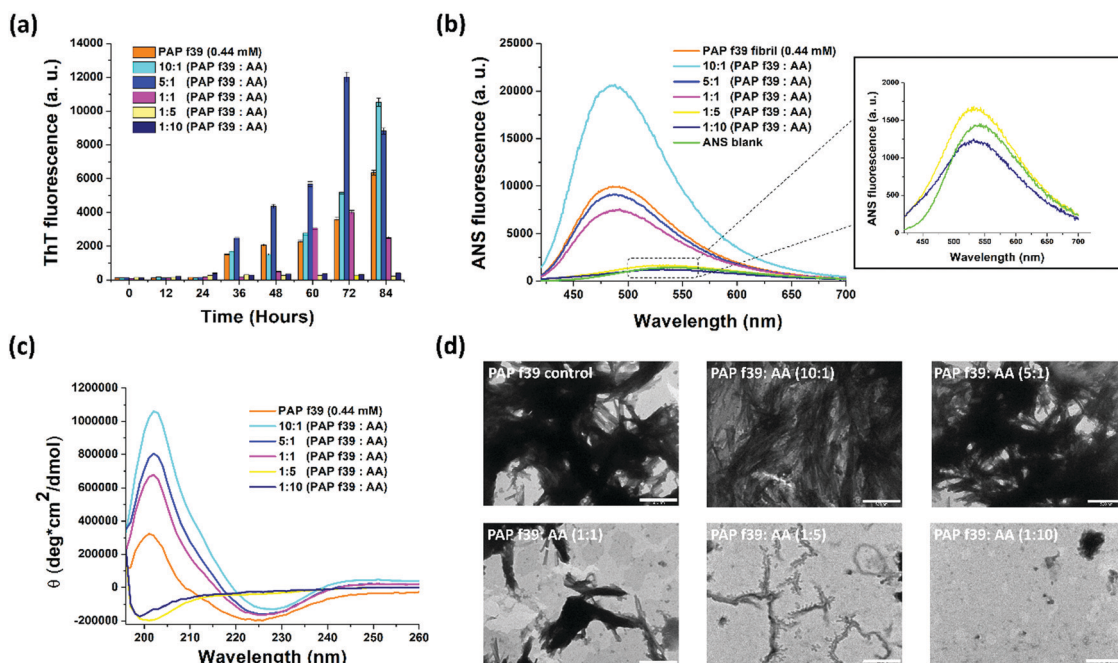 (a)
14000
12000
10000
8000
6000
4000
2000
0
ThT fluorescence (a. u.)
PAP f39 (0.44 mM)
10:1 (PAP f39 : AA)
5:1 (PAP f39 : AA)
1:1 (PAP f39 : AA)
1:5 (PAP f39 : AA)
1:10 (PAP f39 : AA)
0 12 24 36 48 60 72 84
Time (Hours)
(b)
25000
20000
15000
10000
5000
0
ANS fluorescence (a. u.)
PAP f39 fibril (0.44 mM)
10:1 (PAP f39 : AA)
5:1 (PAP f39 : AA)
1:1 (PAP f39 : AA)
1:5 (PAP f39 : AA)
1:10 (PAP f39 : AA)
ANS blank
450 500 550 600 650 700
Wavelength (nm)
2000
1500
1000
500
0
ANS fluorescence (a. u.)
450 500 550 600 650 700
Wavelength (nm)
(c)
1200000
1000000
800000
600000
400000
200000
0
-200000
θ (deg*cm2/dmol)
PAP f39 (0.44 mM)
10:1 (PAP f39 : AA)
5:1 (PAP f39 : AA)
1:1 (PAP f39 : AA)
1:5 (PAP f39 : AA)
1:10 (PAP f39 : AA)
200 210 220 230 240 250 260
Wavelength (nm)
(d)
PAP f39 control
PAP f39: AA (10:1)
PAP f39: AA (5:1)
PAP f39: AA (1:1)
PAP f39: AA (1:5)
PAP f39: AA (1:10)